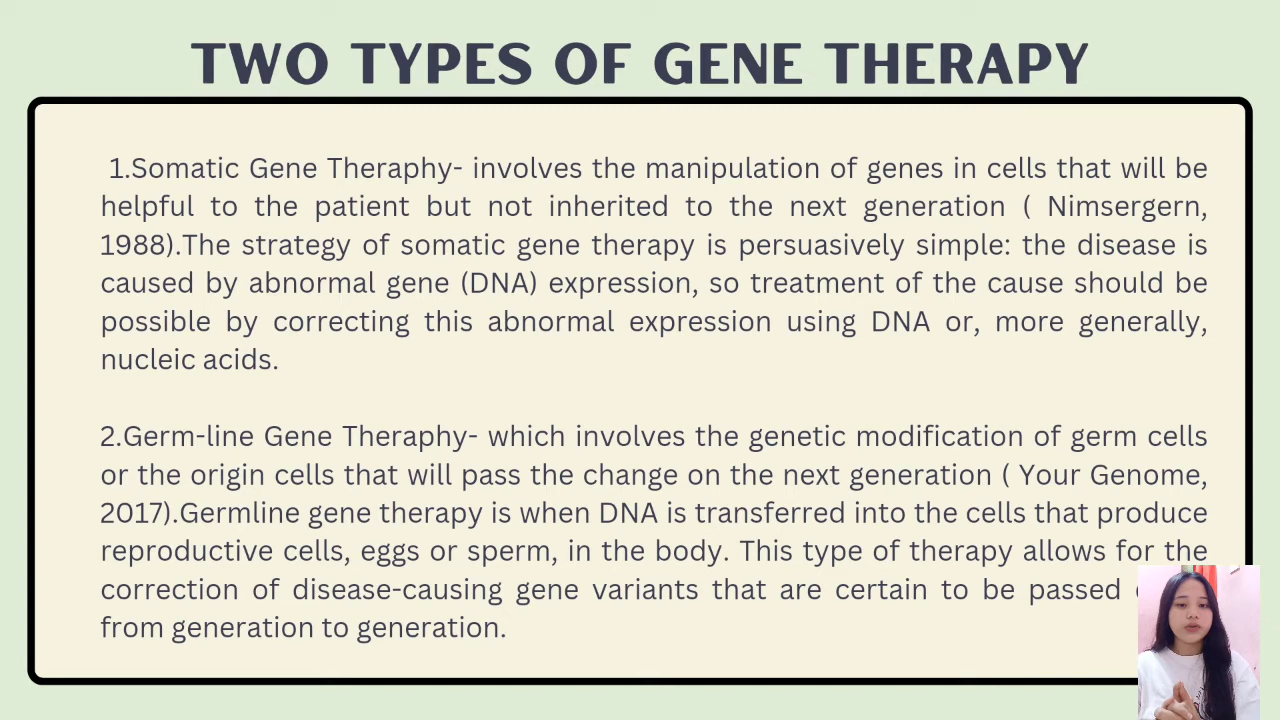 TWO TYPES OF GENE THERAPY
1.Somatic Gene Theraphy- involves the manipulation of genes in cells that will be
helpful to the patient but not inherited to the next generation ( Nimsergern,
1988).The strategy of somatic gene therapy is persuasively simple: the disease is
caused by abnormal gene (DNA) expression, so treatment of the cause should be
possible by correcting this abnormal expression using DNA or, more generally,
nucleic acids.
2.Germ-line Gene Theraphy- which involves the genetic modification of germ cells
or the origin cells that will pass the change on the next generation ( Your Genome,
2017).Germline gene therapy is when DNA is transferred into the cells that produce
reproductive cells, eggs or sperm, in the body. This type of therapy allows for the
correction of disease-causing gene variants that are certain to be passed
from generation to generation.